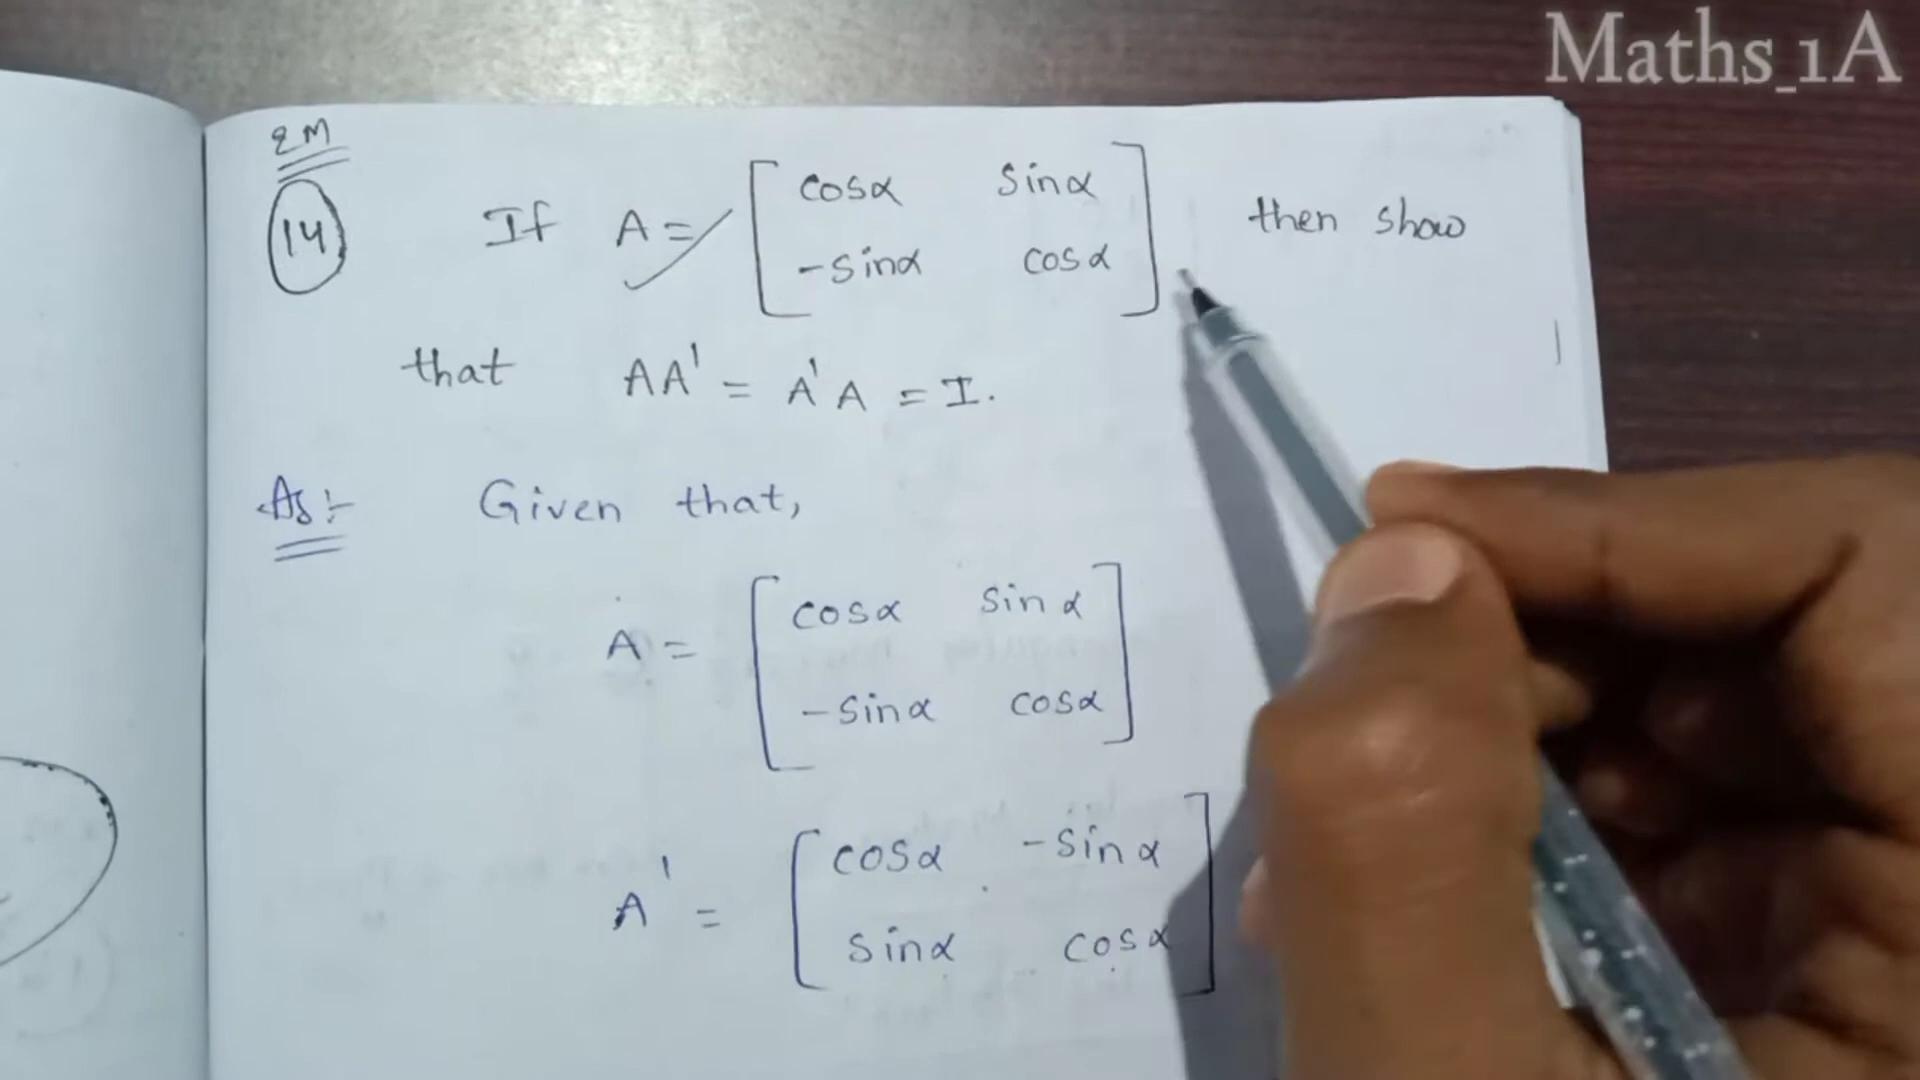 Maths_1A
2M
14 If A = [ cosα sinα
-sinα cosα ] then show
that AA' = A'A = I.
As:- Given that,
A = [ cosα sinα
-sinα cosα ]
A' = [ cosα -sinα
sinα cosα ]